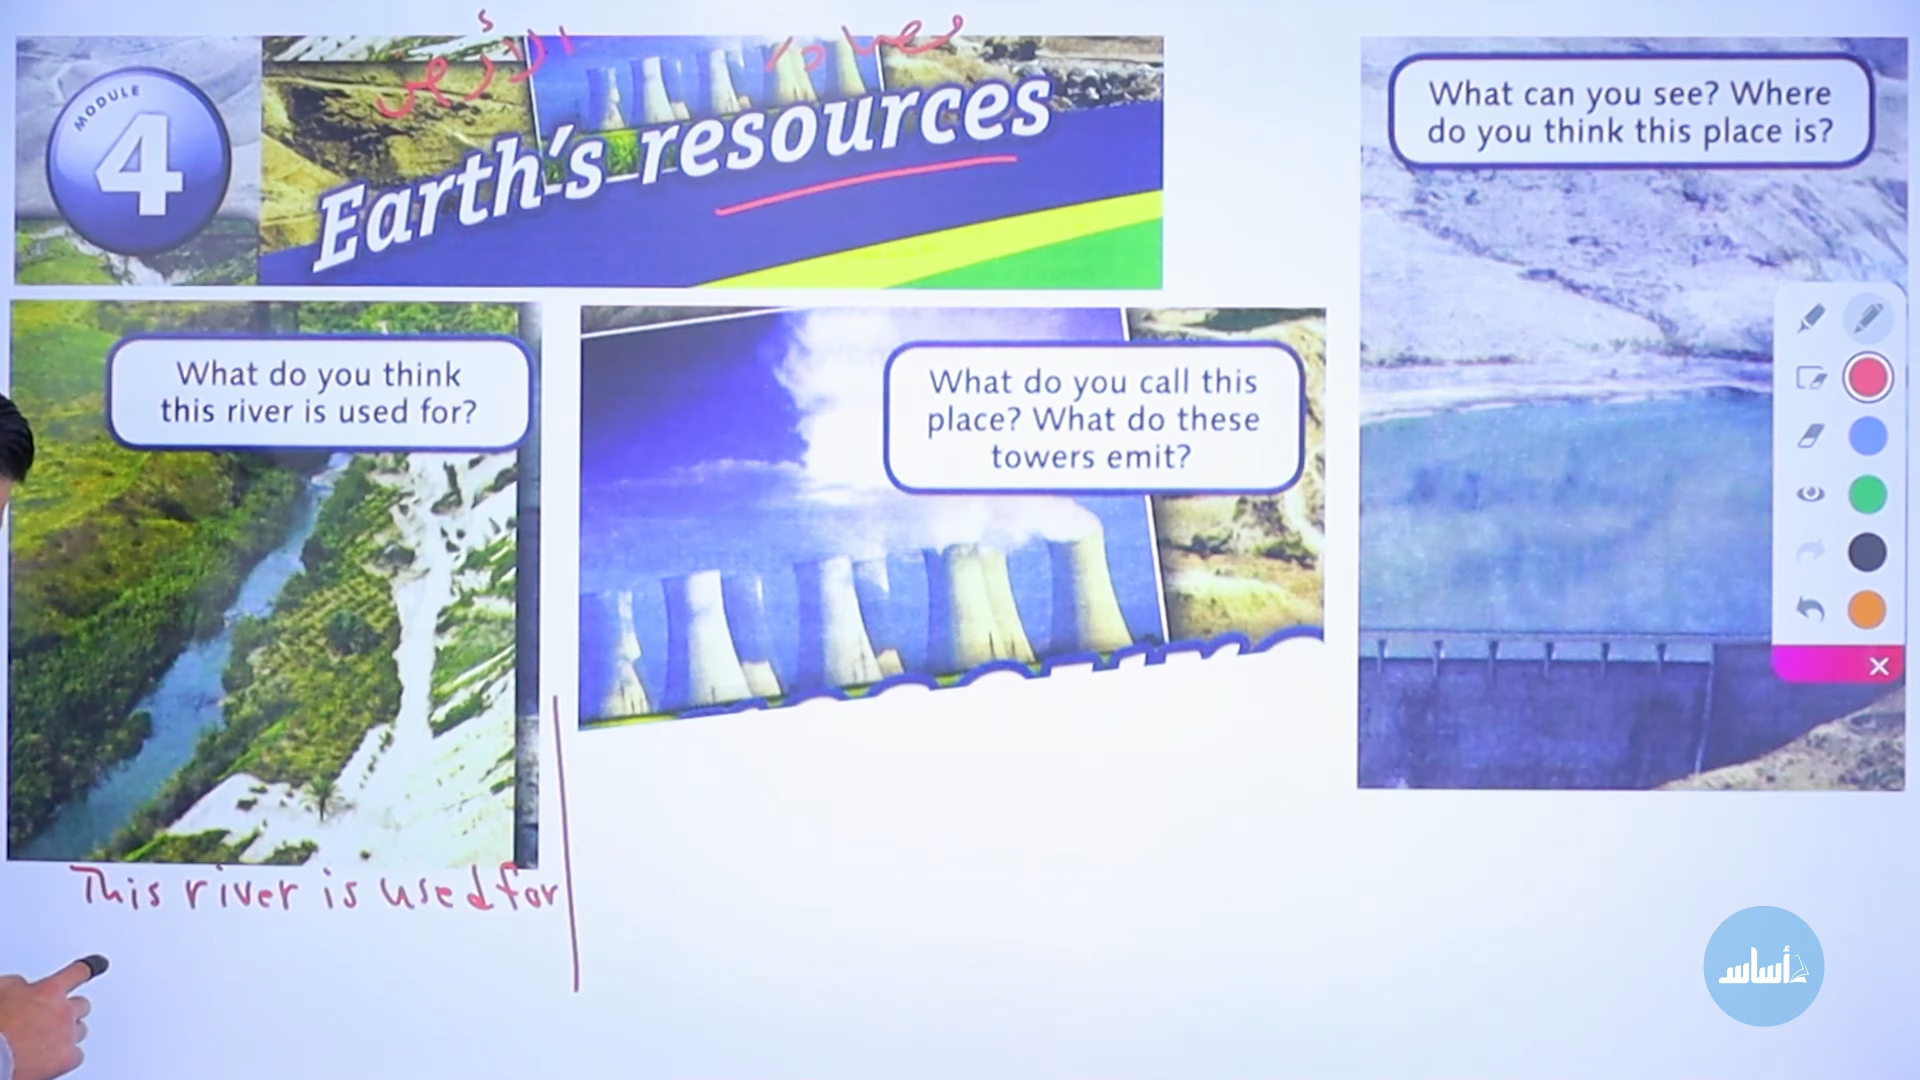 مصادر الأرض
MODULE
4
Earth's resources
What can you see? Where
do you think this place is?
What do you think
this river is used for?
What do you call this
place? What do these
towers emit?
This river is used for
أساس